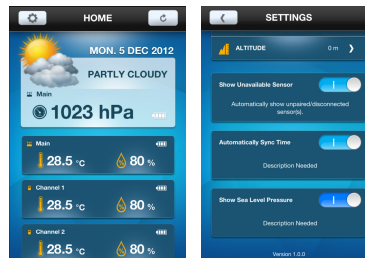 HOME
MON. 5 DEC 2012
PARTLY CLOUDY
Main
1023 hPa
Main
28.5 °C
80 %
Channel 1
28.5 °C
80 %
Channel 2
28.5 °C
80 %
SETTINGS
ALTITUDE
0 m
Show Unavailable Sensor
Automatically show unpaired/disconnected
sensor(s).
Automatically Sync Time
Description Needed
Show Sea Level Pressure
Description Needed
Version 1.0.0